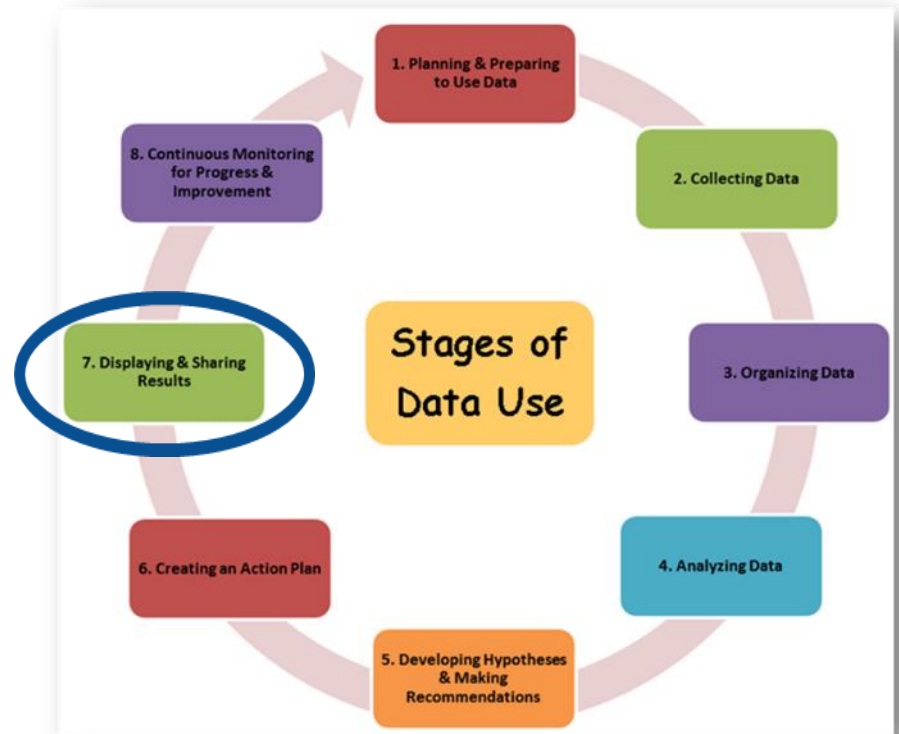 1. Planning & Preparing
to Use Data
2. Collecting Data
3. Organizing Data
4. Analyzing Data
5. Developing Hypotheses
& Making
Recommendations
6. Creating an Action Plan
7. Displaying & Sharing
Results
8. Continuous Monitoring
for Progress &
Improvement
Stages of
Data Use